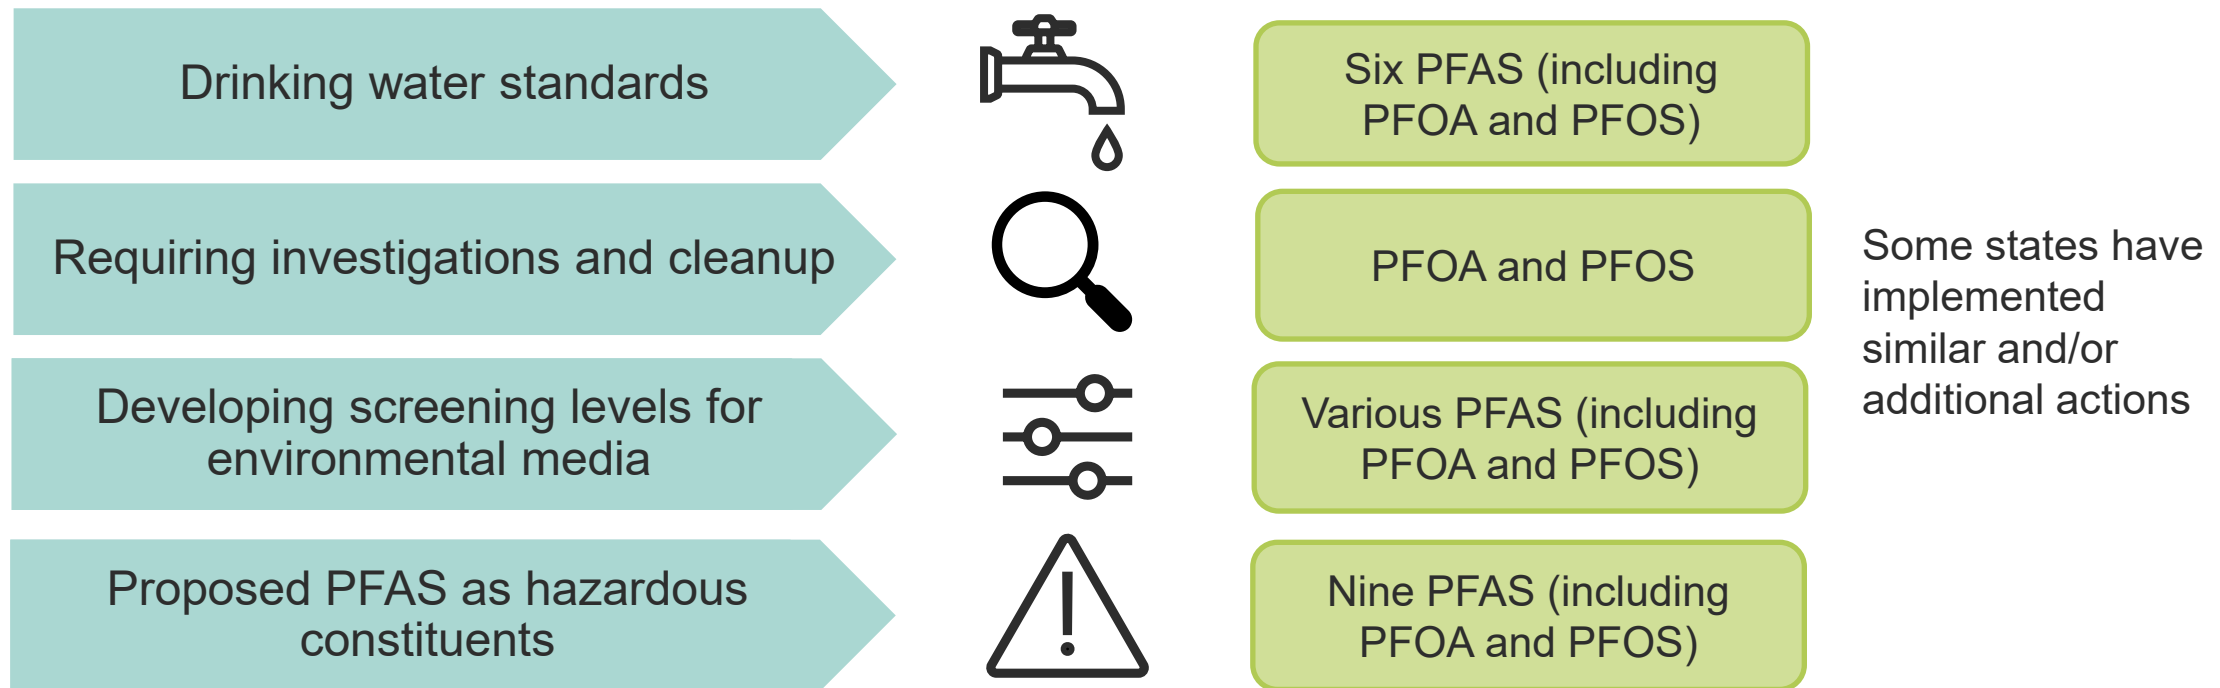 Drinking water standards
Six PFAS (including
PFOA and PFOS)
Requiring investigations and cleanup
PFOA and PFOS
Developing screening levels for
environmental media
Various PFAS (including
PFOA and PFOS)
Proposed PFAS as hazardous
constituents
Nine PFAS (including
PFOA and PFOS)
Some states have
implemented
similar and/or
additional actions